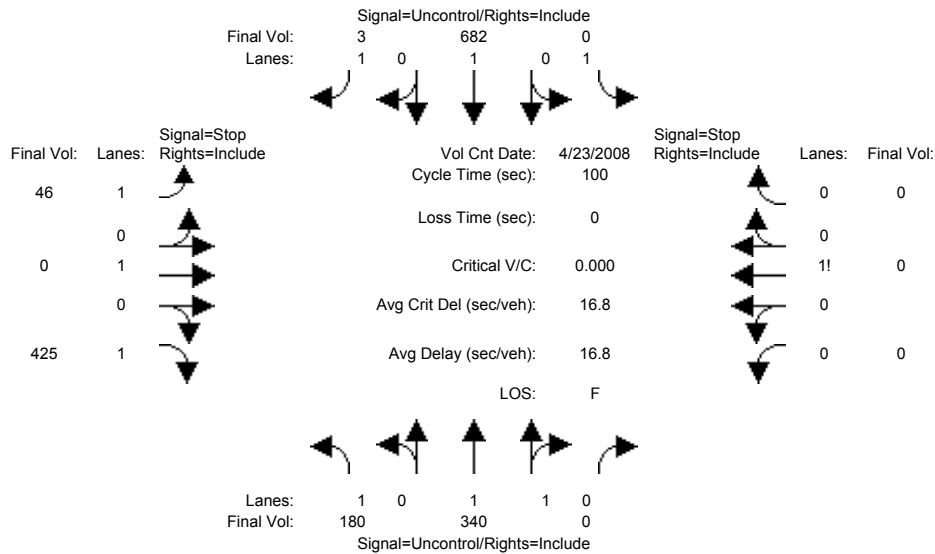 Signal=Uncontrol/Rights=Include
Final Vol: 3 682 0
Lanes: 1 0 1 0 1
Signal=Stop Signal=Stop
Final Vol: Lanes: Rights=Include Vol Cnt Date: 4/23/2008 Rights=Include Lanes: Final Vol:
Cycle Time (sec): 100
46 1 0 0
Loss Time (sec): 0
0 0
0 1 Critical V/C: 0.000 1! 0
0 Avg Crit Del (sec/veh): 16.8 0
425 1 Avg Delay (sec/veh): 16.8 0 0
LOS: F
Lanes: 1 0 1 1 0
Final Vol: 180 340 0
Signal=Uncontrol/Rights=Include